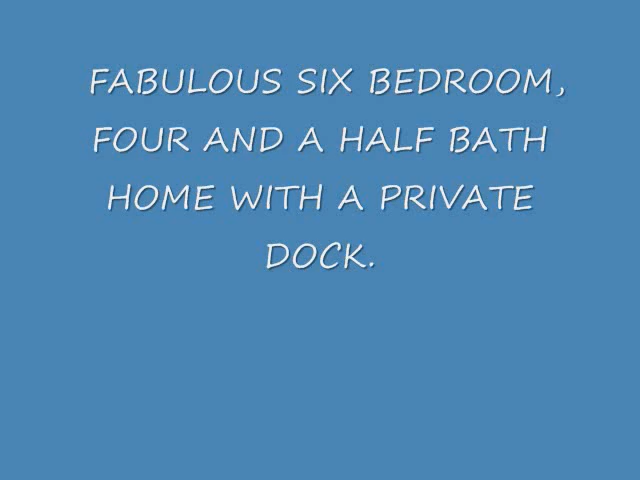 FABULOUS SIX BEDROOM,
FOUR AND A HALF BATH
HOME WITH A PRIVATE
DOCK.